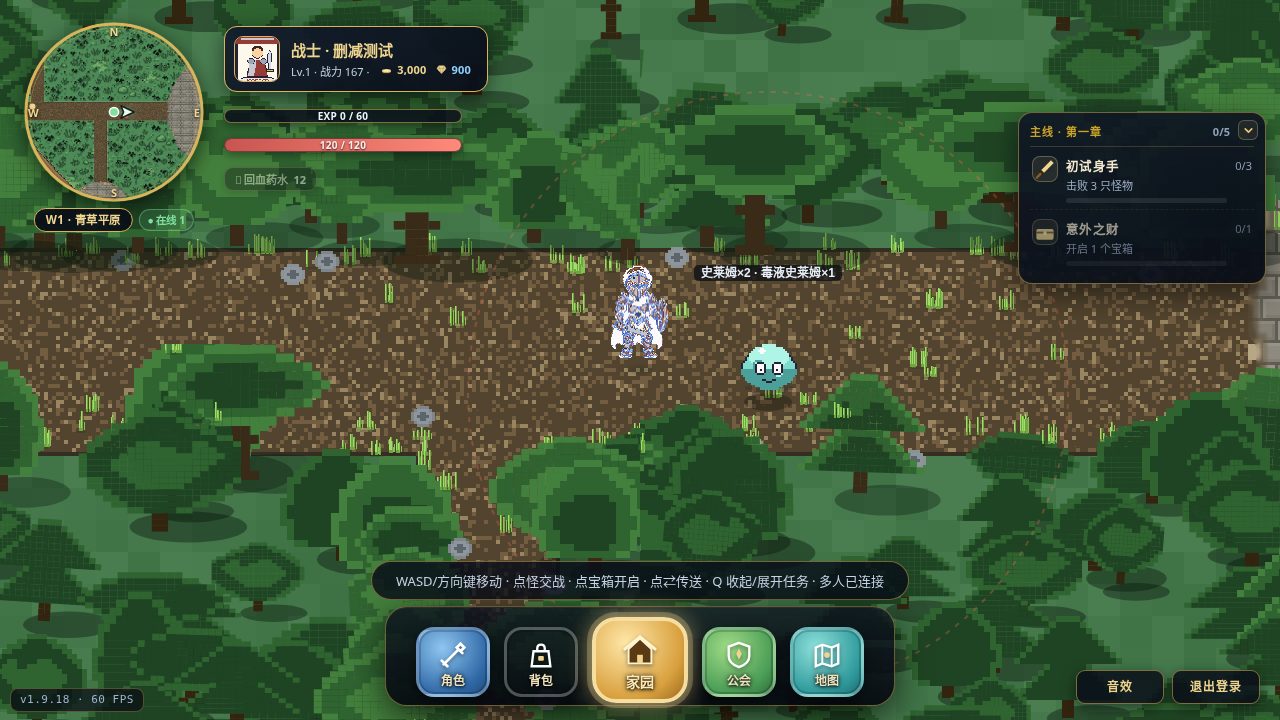 N
W
E
S
W1 · 青草平原
● 在线 1
战士 · 删减测试
Lv.1 · 战力 167 ·
3,000
900
EXP 0 / 60
120 / 120
回血药水 12
主线 · 第一章
0/5
初试身手
0/3
击败 3 只怪物
意外之财
0/1
开启 1 个宝箱
史莱姆×2 · 毒液史莱姆×1
WASD/方向键移动 · 点怪交战 · 点宝箱开启 · 点⇄传送 · Q 收起/展开任务 · 多人已连接
角色
背包
家园
公会
地图
v1.9.18 · 60 FPS
音效
退出登录